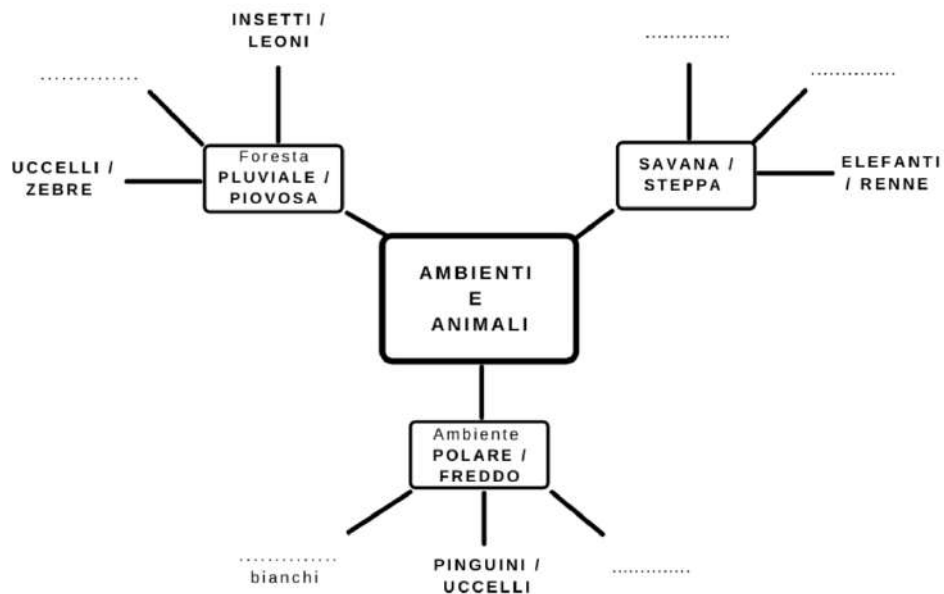 INSETTI /
LEONI
....................
....................
....................
UCCELLI /
ZEBRE
Foresta
PLUVIALE /
PIOVOSA
SAVANA /
STEPPA
ELEFANTI
/ RENNE
AMBIENTI
E
ANIMALI
Ambiente
POLARE /
FREDDO
....................
bianchi
PINGUINI /
UCCELLI
....................